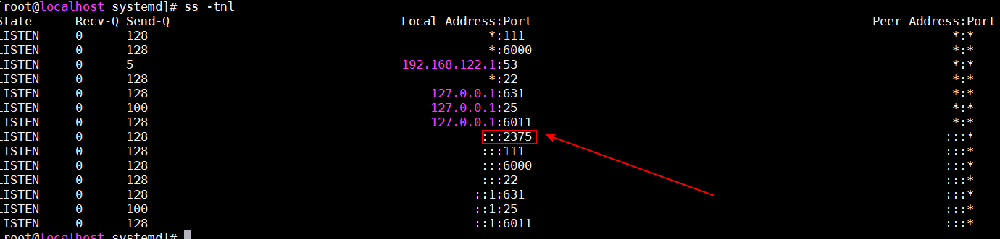 [root@localhost systemd]# ss -tnl
State Recv-Q Send-Q Local Address:Port Peer Address:Port
LISTEN 0 128 *:111 *:*
LISTEN 0 128 *:6000 *:*
LISTEN 0 5 192.168.122.1:53 *:*
LISTEN 0 128 *:22 *:*
LISTEN 0 128 127.0.0.1:631 *:*
LISTEN 0 100 127.0.0.1:25 *:*
LISTEN 0 128 127.0.0.1:6011 *:*
LISTEN 0 128 :::2375 :::*
LISTEN 0 128 :::111 :::*
LISTEN 0 128 :::6000 :::*
LISTEN 0 128 :::22 :::*
LISTEN 0 128 ::1:631 :::*
LISTEN 0 100 ::1:25 :::*
LISTEN 0 128 ::1:6011 :::*
[root@localhost systemd]#